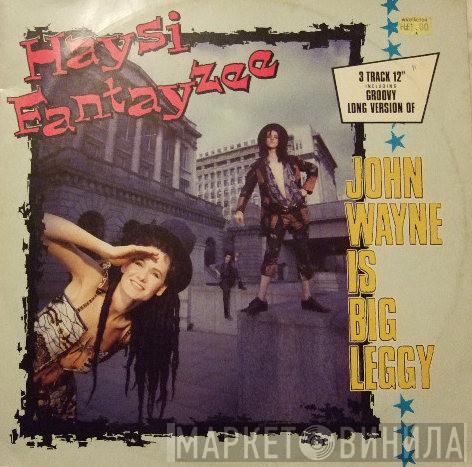 Haysi
Fantayzee
3 TRACK 12"
INCLUDING
GROOVY
LONG VERSION OF
JOHN
WAYNE
IS
BIG
LEGGY
МАРКЕТ ВИНИЛА